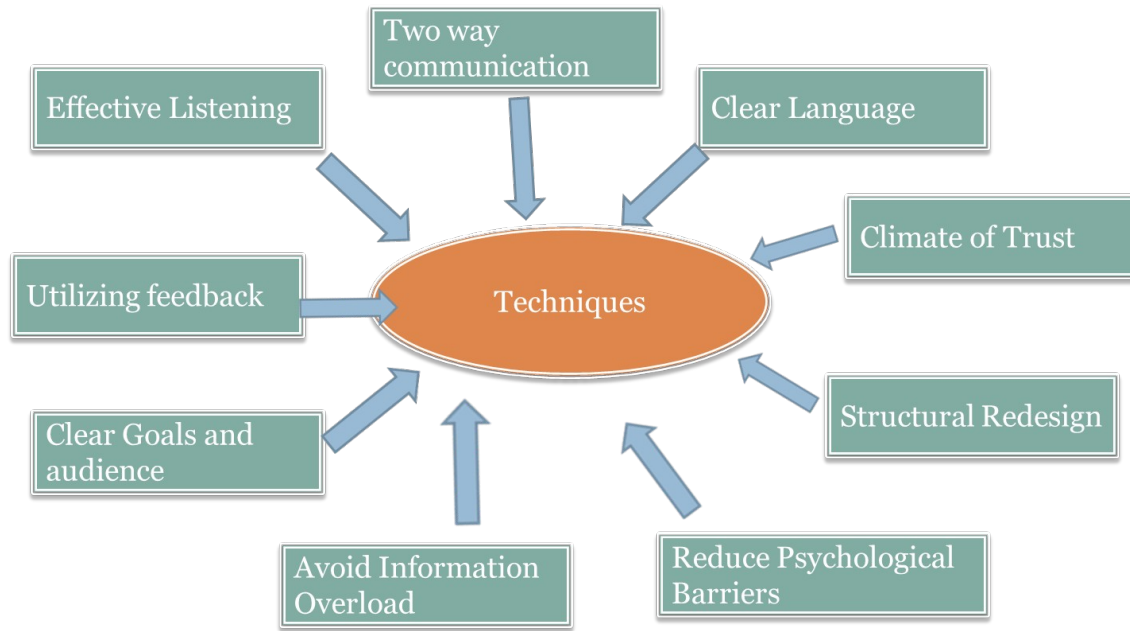 Two way
communication
Effective Listening
Clear Language
Climate of Trust
Utilizing feedback
Techniques
Structural Redesign
Clear Goals and
audience
Avoid Information
Overload
Reduce Psychological
Barriers